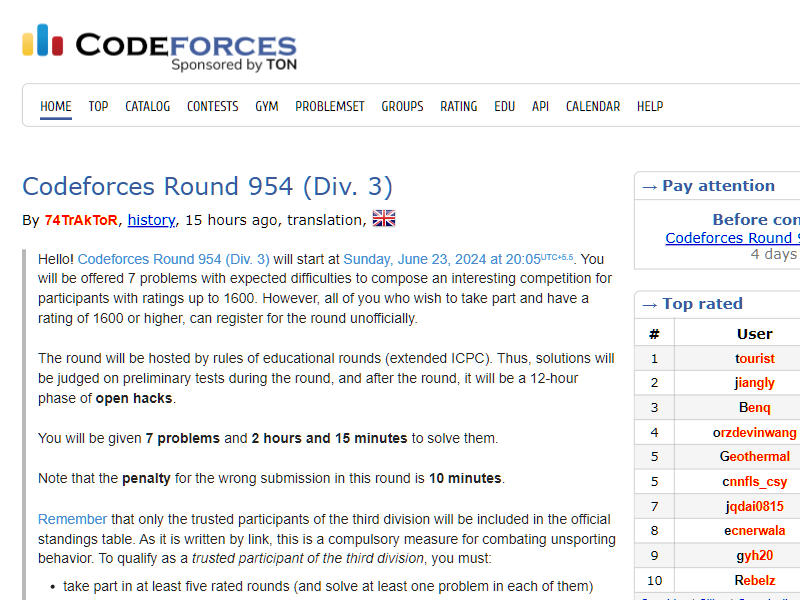 CODEFORCES
Sponsored by TON
HOME TOP CATALOG CONTESTS GYM PROBLEMSET GROUPS RATING EDU API CALENDAR HELP
Codeforces Round 954 (Div. 3)
By 74TrAkToR, history, 15 hours ago, translation,
Hello! Codeforces Round 954 (Div. 3) will start at Sunday, June 23, 2024 at 20:05UTC+5.5. You
will be offered 7 problems with expected difficulties to compose an interesting competition for
participants with ratings up to 1600. However, all of you who wish to take part and have a
rating of 1600 or higher, can register for the round unofficially.
The round will be hosted by rules of educational rounds (extended ICPC). Thus, solutions will
be judged on preliminary tests during the round, and after the round, it will be a 12-hour
phase of open hacks.
You will be given 7 problems and 2 hours and 15 minutes to solve them.
Note that the penalty for the wrong submission in this round is 10 minutes.
Remember that only the trusted participants of the third division will be included in the official
standings table. As it is written by link, this is a compulsory measure for combating unsporting
behavior. To qualify as a trusted participant of the third division, you must:
• take part in at least five rated rounds (and solve at least one problem in each of them)
→ Pay attention
Before con
Codeforces Round
4 days
→ Top rated
# User
1 tourist
2 jiangly
3 Benq
4 orzdevinwang
5 Geothermal
5 cnnfls_csy
7 jqdai0815
8 ecnerwala
9 gyh20
10 Rebelz